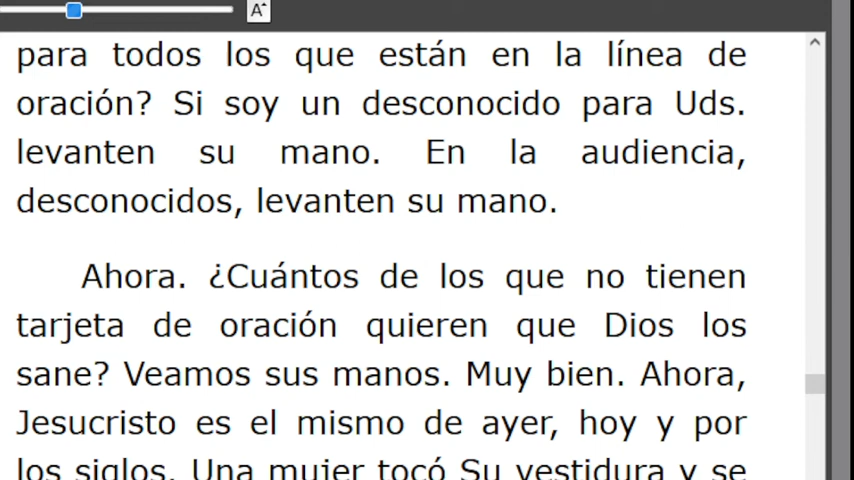 A
para todos los que están en la línea de
oración? Si soy un desconocido para Uds.
levanten su mano. En la audiencia,
desconocidos, levanten su mano.
Ahora. ¿Cuántos de los que no tienen
tarjeta de oración quieren que Dios los
sane? Veamos sus manos. Muy bien. Ahora,
Jesucristo es el mismo de ayer, hoy y por
los siglos. Una mujer tocó Su vestidura y se